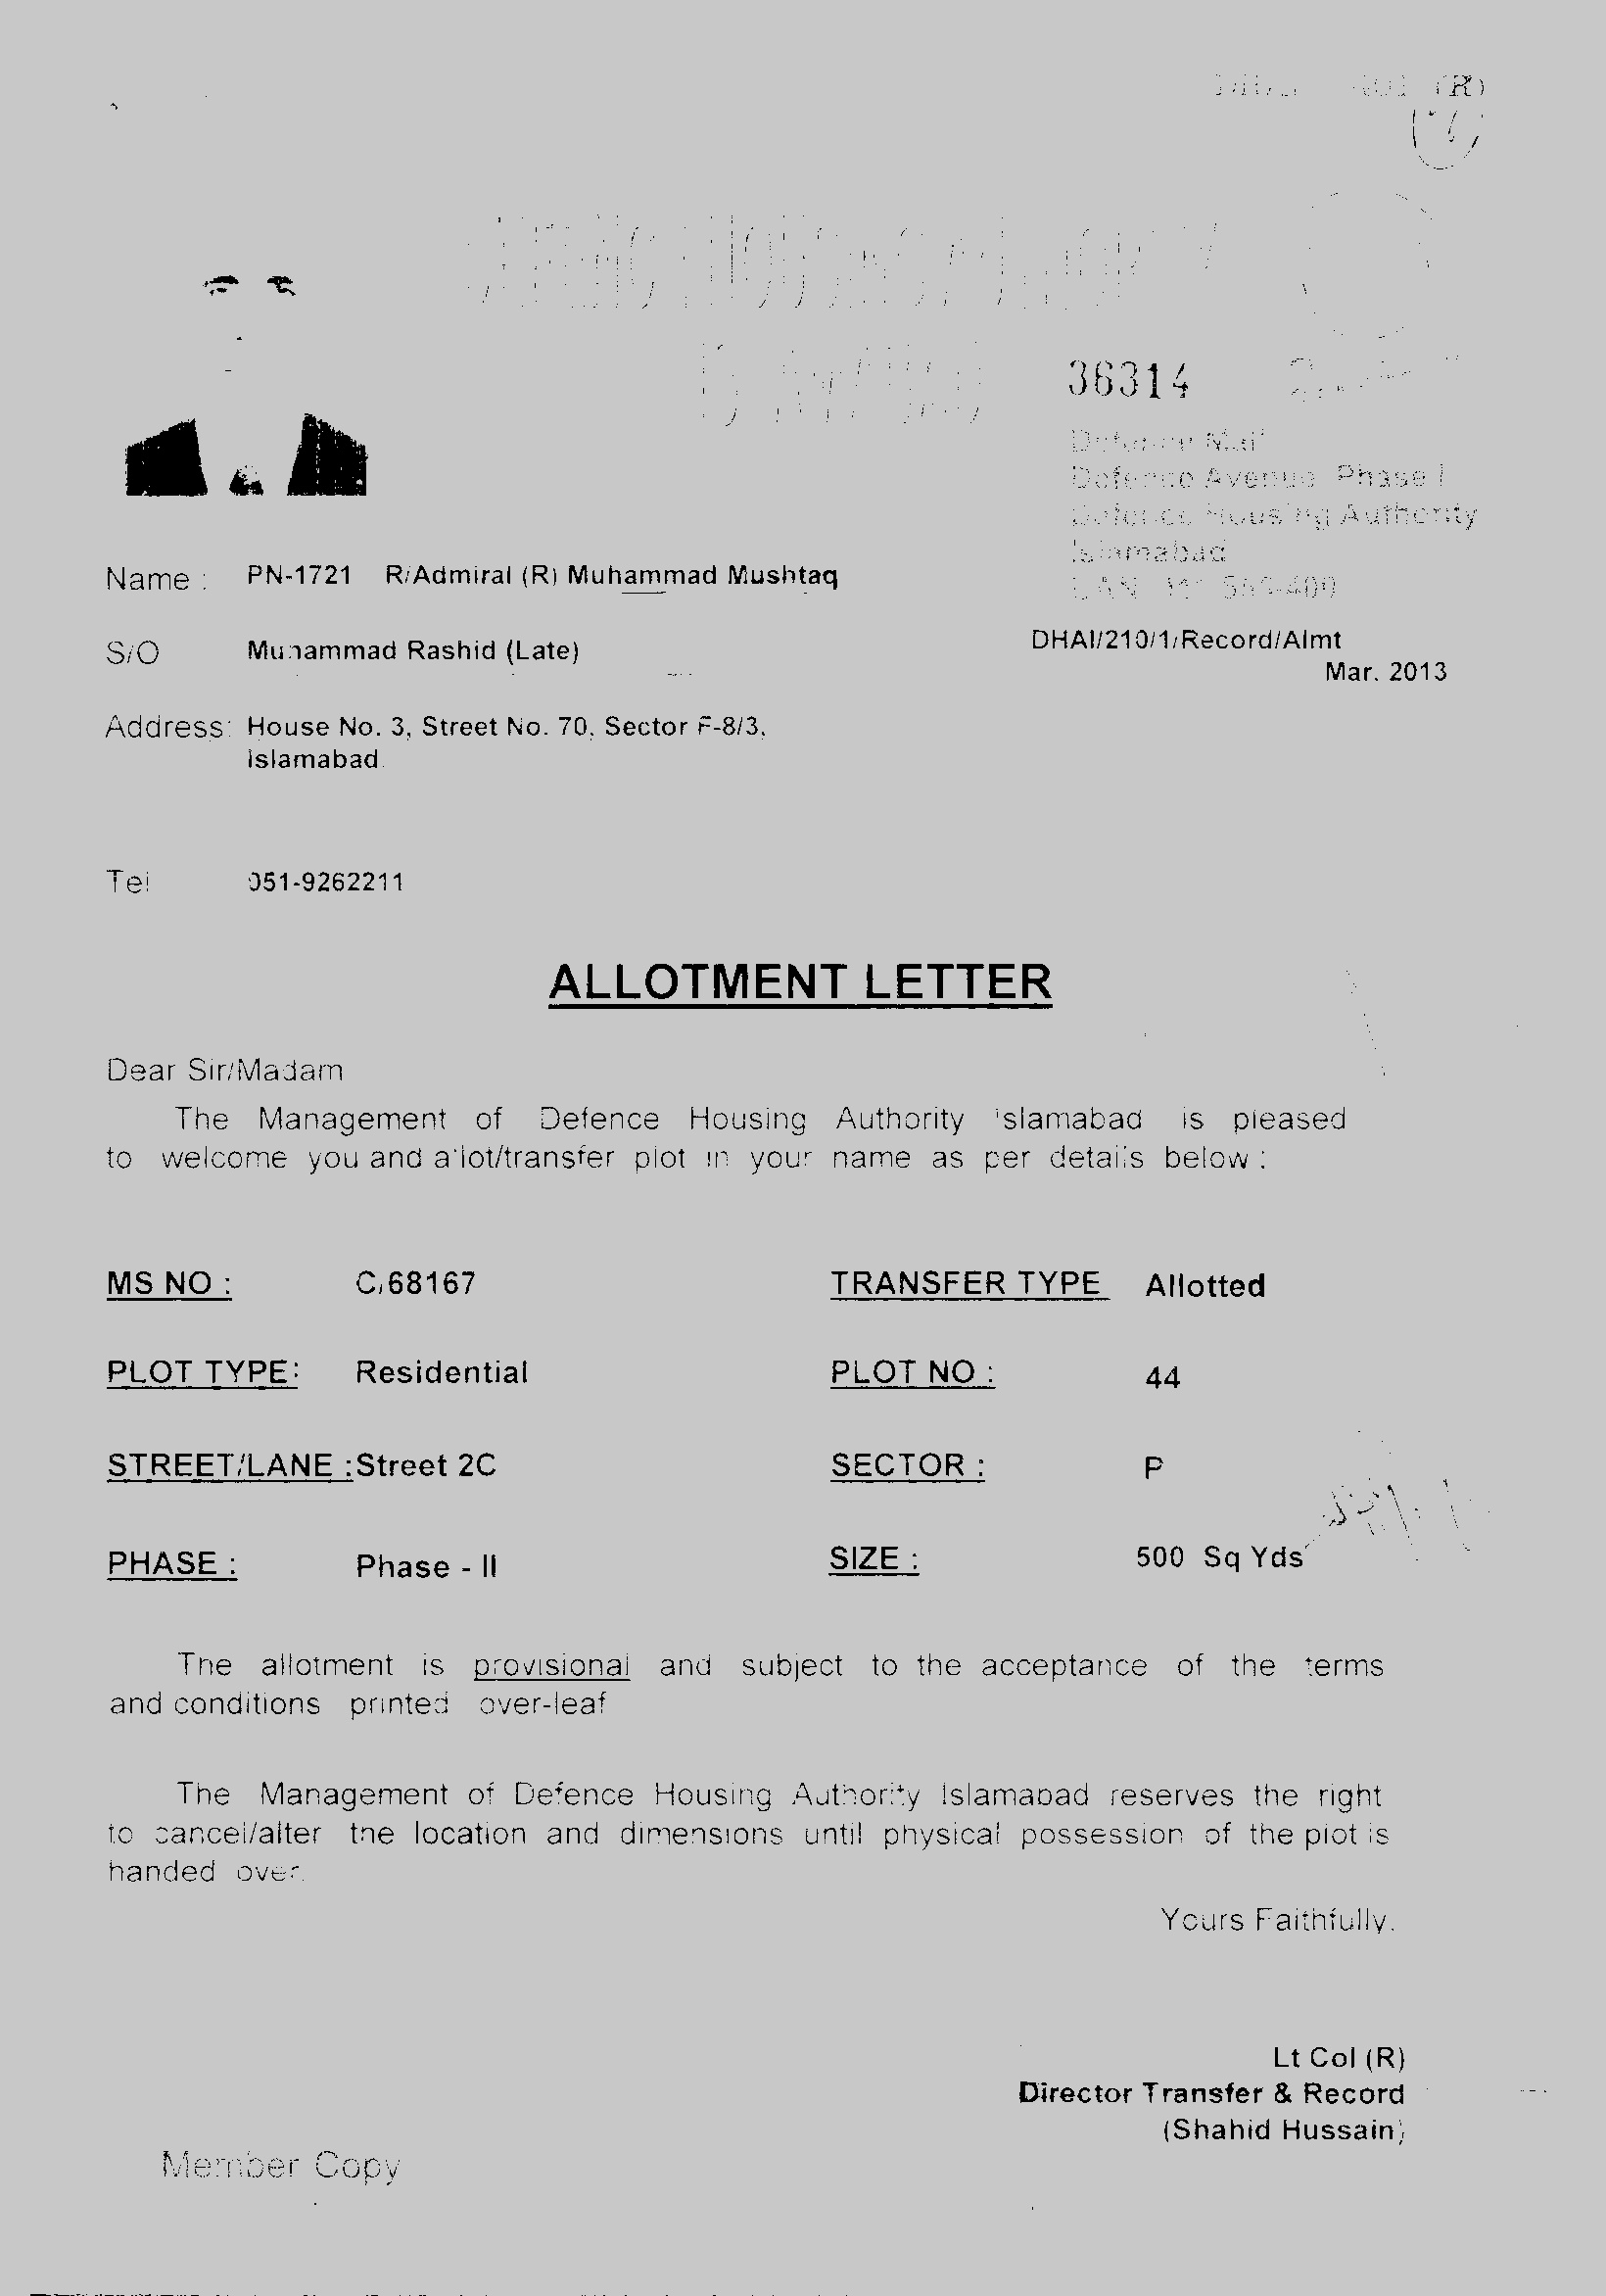 (R)
36314
Defence Mall
Defence Avenue, Phase I
Defence Housing Authority
Islamabad
UAN 111-555-400
Name : PN-1721 R/Admiral (R) Muhammad Mushtaq
S/O Muhammad Rashid (Late)
DHAI/210/1/Record/Almt
Mar. 2013
Address: House No. 3, Street No. 70, Sector F-8/3,
Islamabad.
Tel 051-9262211
ALLOTMENT LETTER
Dear Sir/Madam
The Management of Defence Housing Authority Islamabad is pleased
to welcome you and allot/transfer plot in your name as per details below :
MS NO : C/68167 TRANSFER TYPE Allotted
PLOT TYPE: Residential PLOT NO : 44
STREET/LANE : Street 2C SECTOR : P
PHASE : Phase - II SIZE : 500 Sq Yds
The allotment is provisional and subject to the acceptance of the terms
and conditions printed over-leaf
The Management of Defence Housing Authority Islamabad reserves the right
to cancel/alter the location and dimensions until physical possession of the plot is
handed over.
Yours Faithfully,
Lt Col (R)
Director Transfer & Record
(Shahid Hussain)
Member Copy